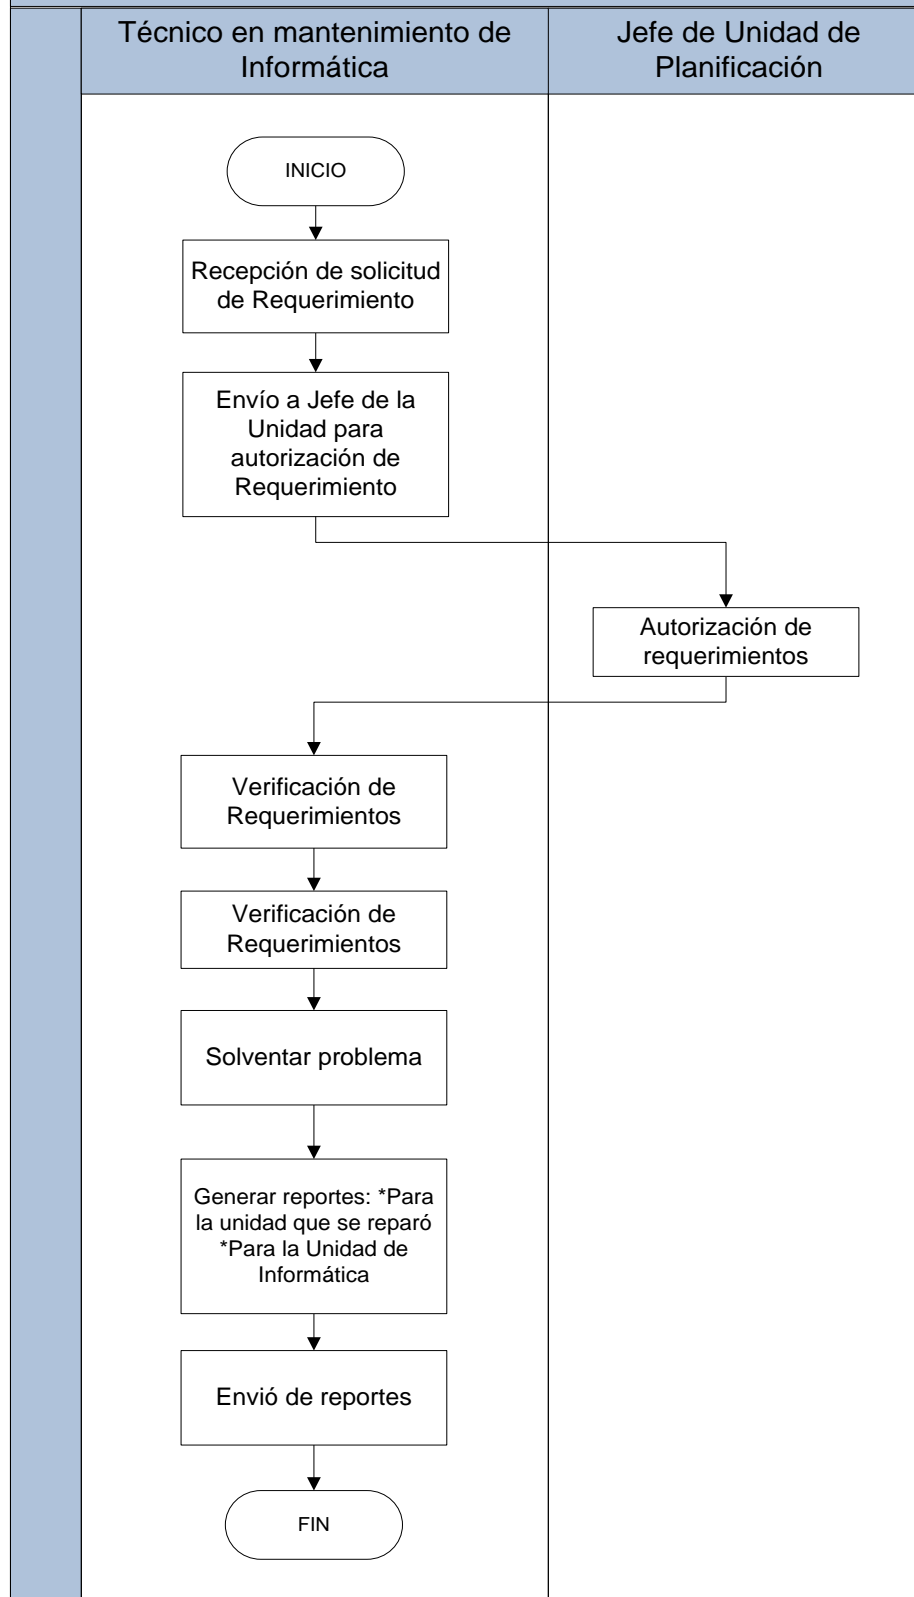 Técnico en mantenimiento de
Informática
Jefe de Unidad de
Planificación
INICIO
Recepción de solicitud
de Requerimiento
Envío a Jefe de la
Unidad para
autorización de
Requerimiento
Autorización de
requerimientos
Verificación de
Requerimientos
Verificación de
Requerimientos
Solventar problema
Generar reportes: *Para
la unidad que se reparó
*Para la Unidad de
Informática
Envió de reportes
FIN